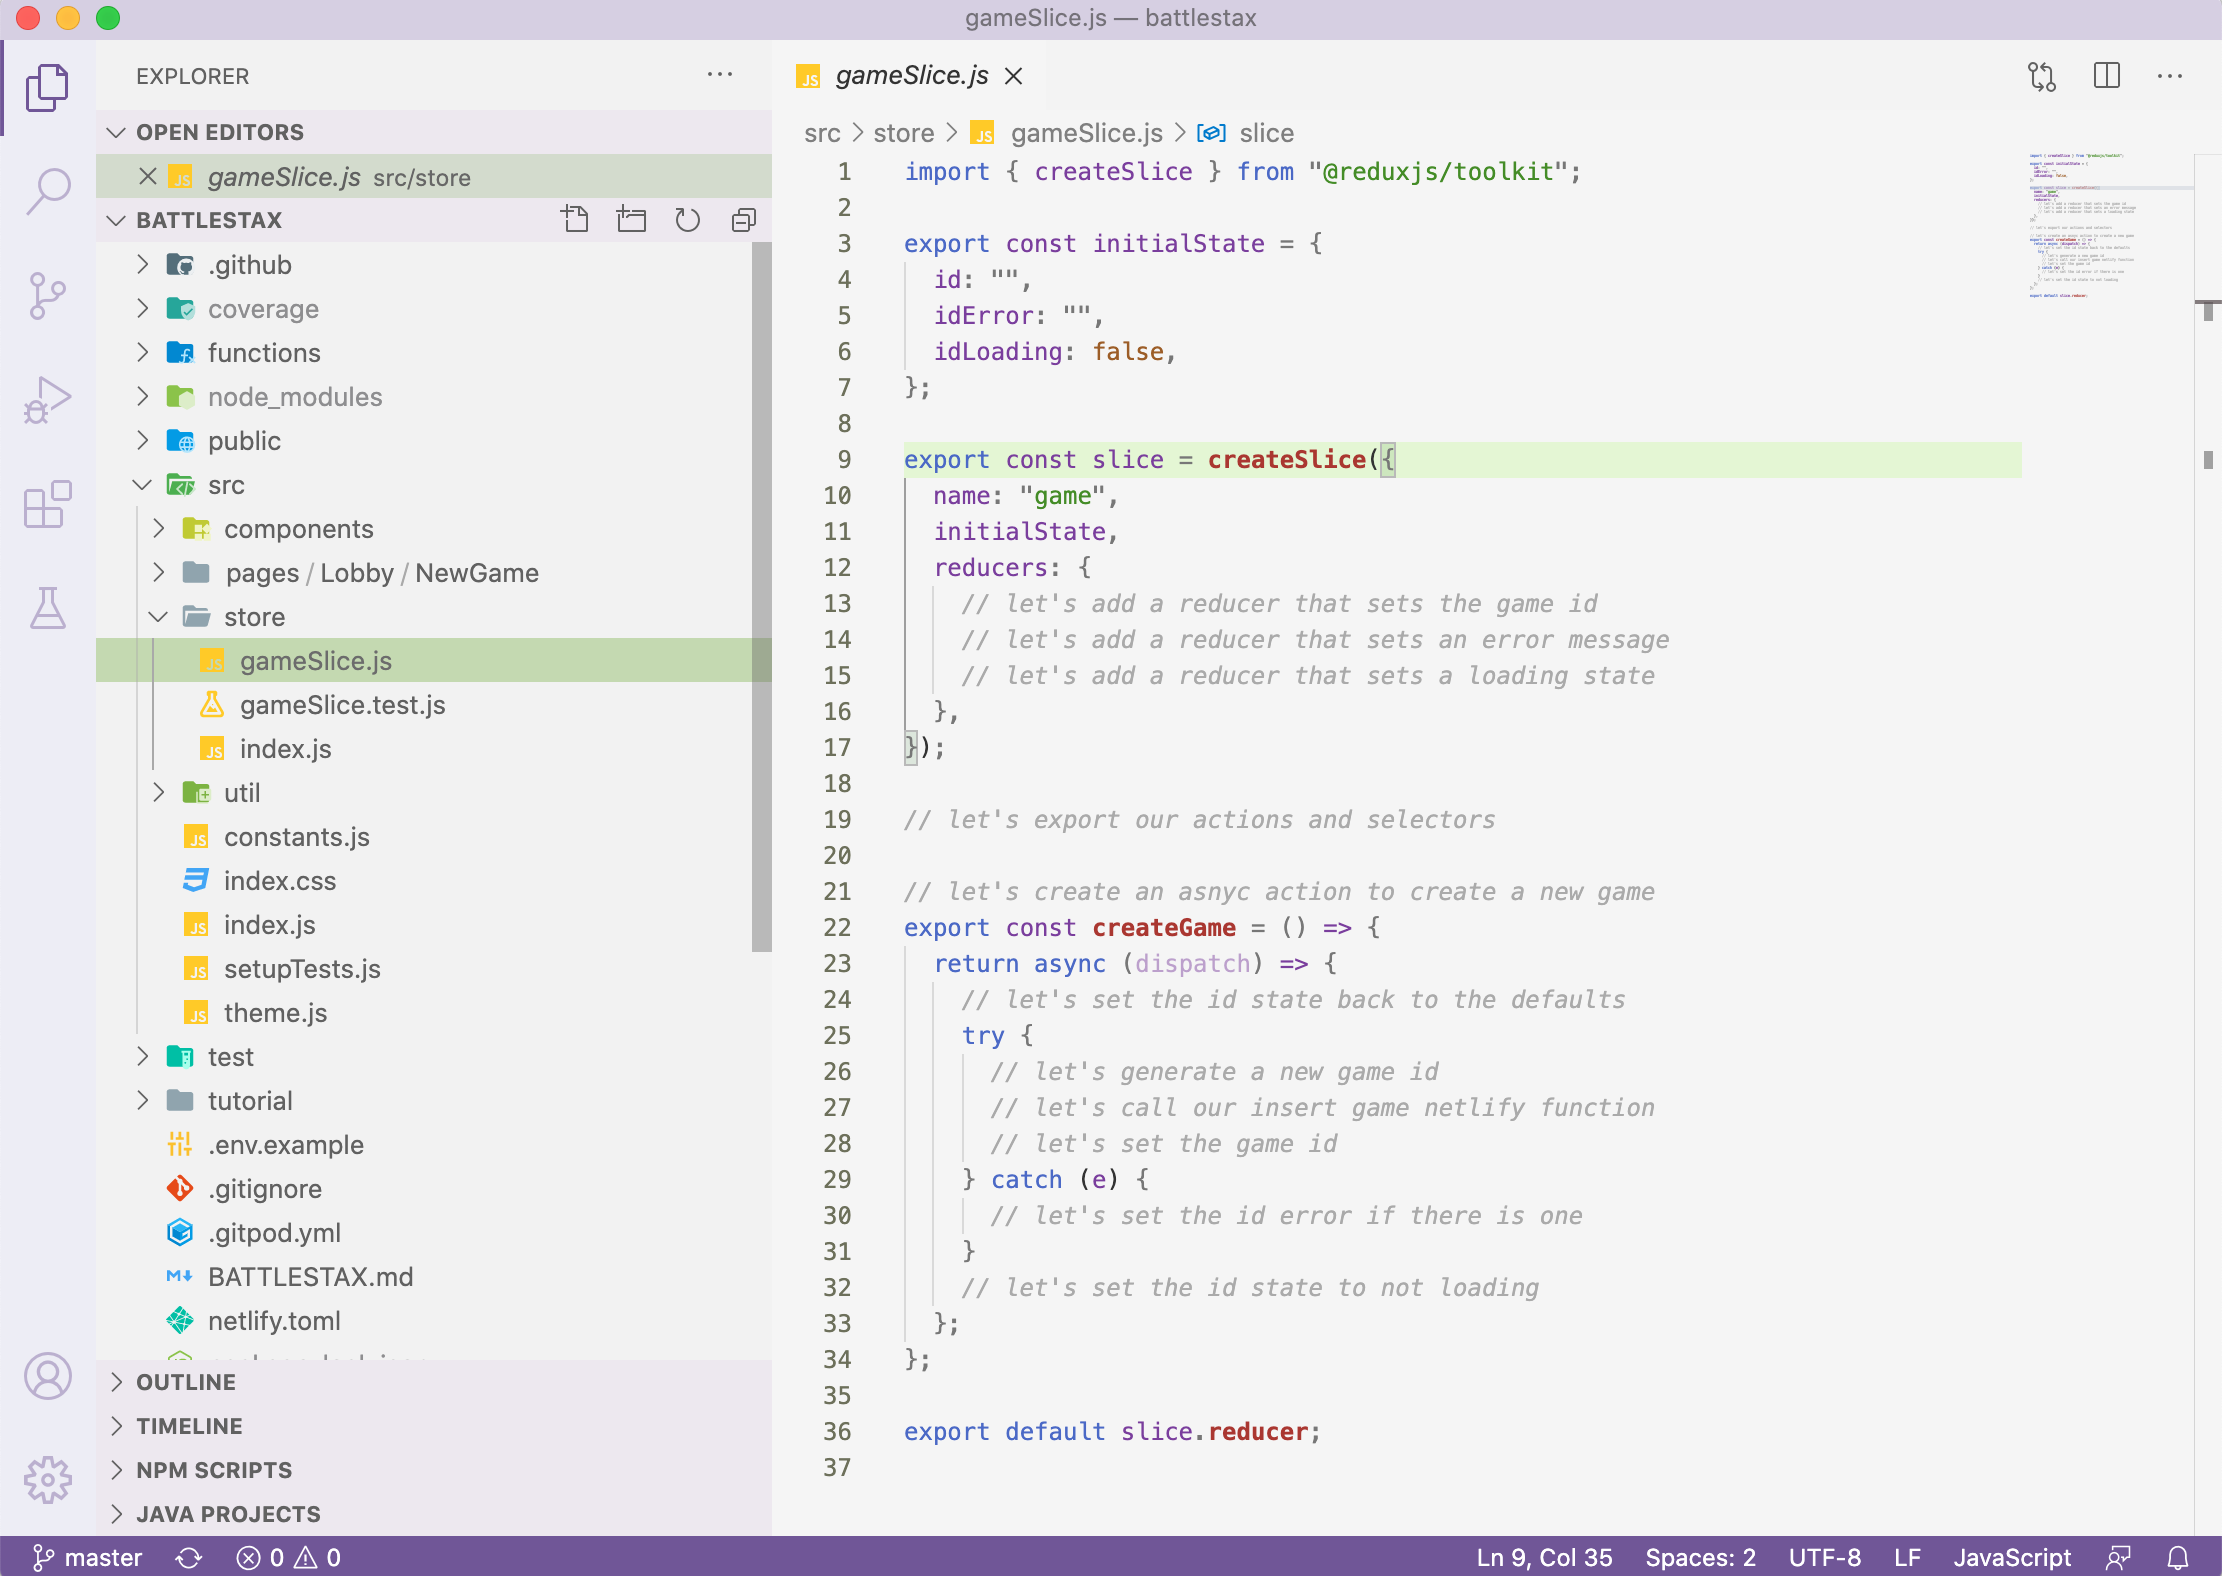 gameSlice.js — battlestax
EXPLORER
OPEN EDITORS
gameSlice.js src/store
BATTLESTAX
.github
coverage
functions
node_modules
public
src
components
pages / Lobby / NewGame
store
gameSlice.js
gameSlice.test.js
index.js
util
constants.js
index.css
index.js
setupTests.js
theme.js
test
tutorial
.env.example
.gitignore
.gitpod.yml
BATTLESTAX.md
netlify.toml
OUTLINE
TIMELINE
NPM SCRIPTS
JAVA PROJECTS
gameSlice.js
src > store > gameSlice.js > slice
1 import { createSlice } from "@reduxjs/toolkit";
2
3 export const initialState = {
4   id: "",
5   idError: "",
6   idLoading: false,
7 };
8
9 export const slice = createSlice({
10   name: "game",
11   initialState,
12   reducers: {
13     // let's add a reducer that sets the game id
14     // let's add a reducer that sets an error message
15     // let's add a reducer that sets a loading state
16   },
17 });
18
19 // let's export our actions and selectors
20
21 // let's create an asnyc action to create a new game
22 export const createGame = () => {
23   return async (dispatch) => {
24     // let's set the id state back to the defaults
25     try {
26       // let's generate a new game id
27       // let's call our insert game netlify function
28       // let's set the game id
29     } catch (e) {
30       // let's set the id error if there is one
31     }
32     // let's set the id state to not loading
33   };
34 };
35
36 export default slice.reducer;
37
master 0 0 Ln 9, Col 35 Spaces: 2 UTF-8 LF JavaScript